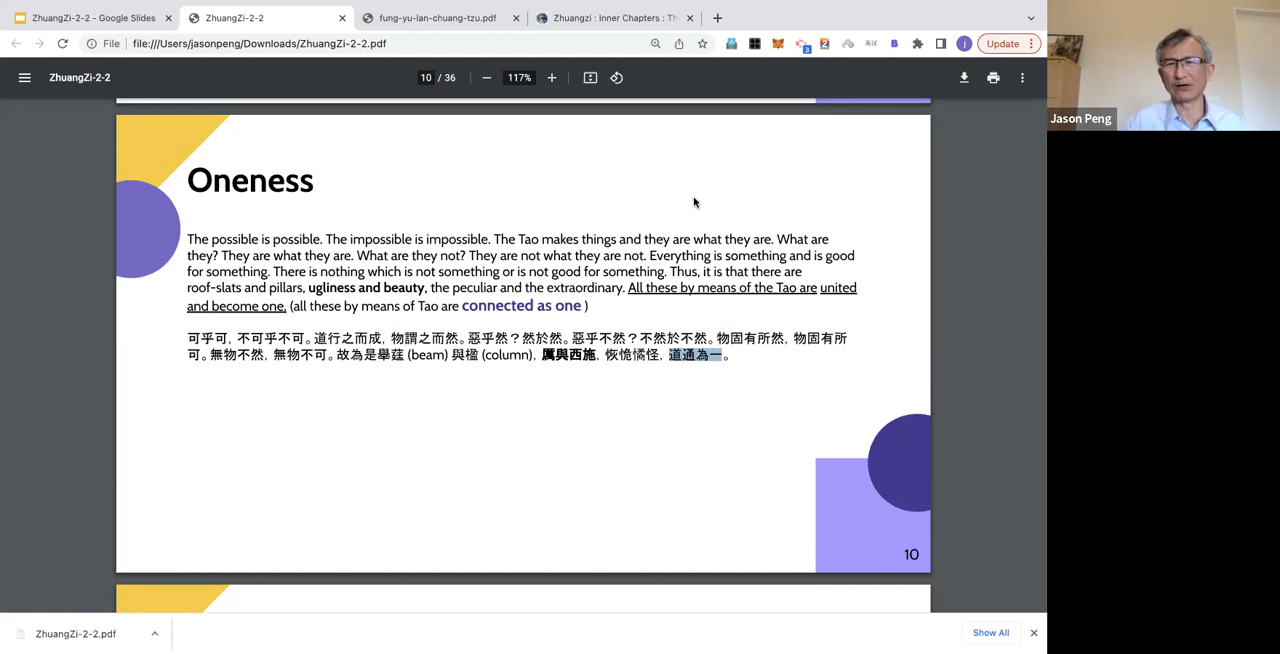 ZhuangZi-2-2 - Google Slides
ZhuangZi-2-2
fung-yu-lan-chuang-tzu.pdf
Zhuangzi : Inner Chapters : Th
File
file:///Users/jasonpeng/Downloads/ZhuangZi-2-2.pdf
3
2
B
j
Update
ZhuangZi-2-2
10 / 36
117%
Jason Peng
Oneness
The possible is possible. The impossible is impossible. The Tao makes things and they are what they are. What are
they? They are what they are. What are they not? They are not what they are not. Everything is something and is good
for something. There is nothing which is not something or is not good for something. Thus, it is that there are
roof-slats and pillars, ugliness and beauty, the peculiar and the extraordinary. All these by means of the Tao are united
and become one. (all these by means of Tao are connected as one )
可乎可, 不可乎不可。道行之而成, 物謂之而然。惡乎然？然於然。惡乎不然？不然於不然。物固有所然, 物固有所
可。無物不然, 無物不可。故為是舉莛 (beam) 與楹 (column), 厲與西施, 恢恑憰怪, 道通為一。
10
ZhuangZi-2-2.pdf
Show All